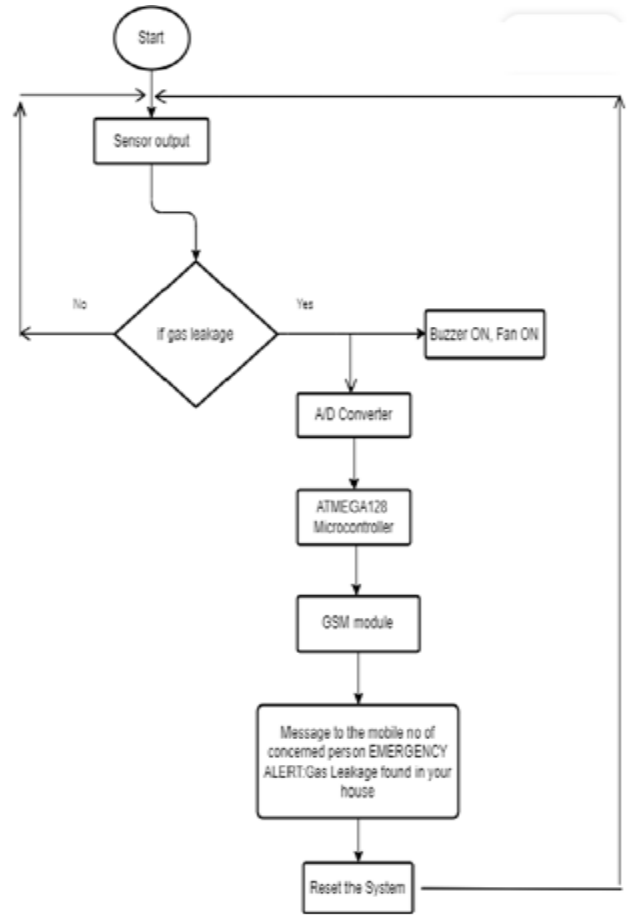 Start
Sensor output
No
Yes
if gas leakage
Buzzer ON, Fan ON
A/D Converter
ATMEGA128
Microcontroller
GSM module
Message to the mobile no of
concerned person EMERGENCY
ALERT:Gas Leakage found in your
house
Reset the System